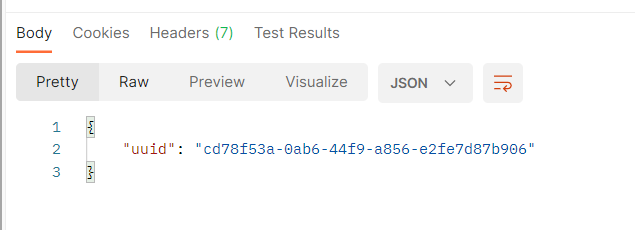 Body Cookies Headers (7) Test Results
Pretty Raw Preview Visualize JSON
1 {
2 "uuid": "cd78f53a-0ab6-44f9-a856-e2fe7d87b906"
3 }